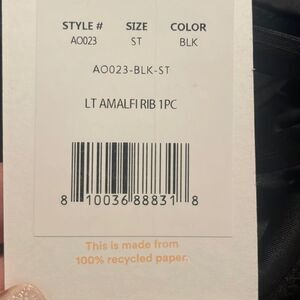 STYLE # SIZE COLOR
AO023 ST BLK
AO023-BLK-ST
LT AMALFI RIB 1PC
8 10036 88831 8
This is made from
100% recycled paper.